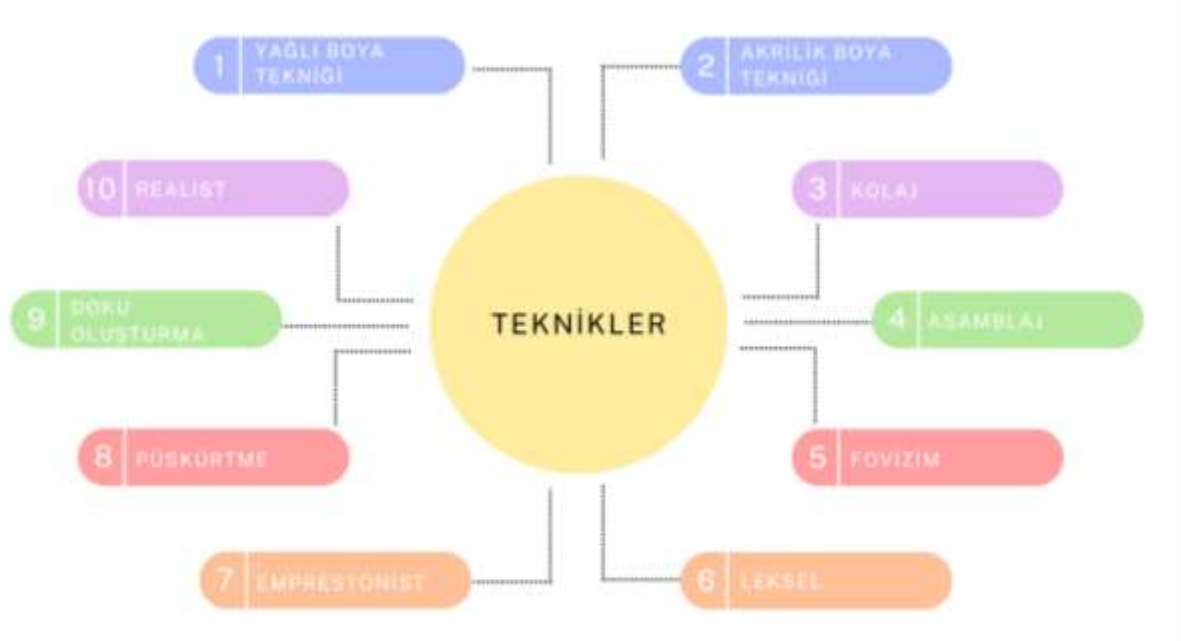 1 YAĞLI BOYA
TEKNİĞİ
2 AKRİLİK BOYA
TEKNİĞİ
3 KOLAJ
4 ASAMBLAJ
5 FOVİZİM
6 LEKSEL
7 EMPRESYONİST
8 PÜSKÜRTME
9 DOKU
OLUŞTURMA
10 REALİST
TEKNİKLER